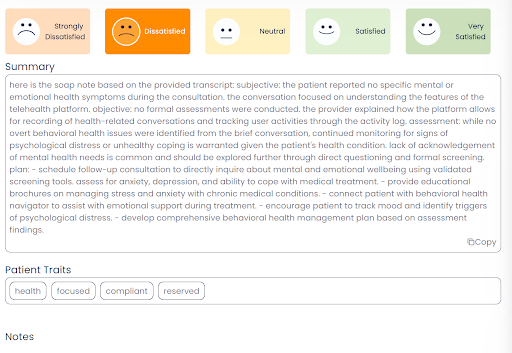 Strongly
Dissatisfied
Dissatisfied
Neutral
Satisfied
Very
Satisfied
Summary
here is the soap note based on the provided transcript: subjective: the patient reported no specific mental or
emotional health symptoms during the consultation. the conversation focused on understanding the features of the
telehealth platform. objective: no formal assessments were conducted. the provider explained how the platform allows
for recording of health-related conversations and tracking user activities through the activity log. assessment: while no
overt behavioral health issues were identified from the brief conversation, continued monitoring for signs of
psychological distress or unhealthy coping is warranted given the patient's health condition. lack of acknowledgement
of mental health needs is common and should be explored further through direct questioning and formal screening.
plan: - schedule follow-up consultation to directly inquire about mental and emotional wellbeing using validated
screening tools. assess for anxiety, depression, and ability to cope with medical treatment. - provide educational
brochures on managing stress and anxiety with chronic medical conditions. - connect patient with behavioral health
navigator to assist with emotional support during treatment. - encourage patient to track mood and identify triggers
of psychological distress. - develop comprehensive behavioral health management plan based on assessment
findings.
Copy
Patient Traits
health focused compliant reserved
Notes